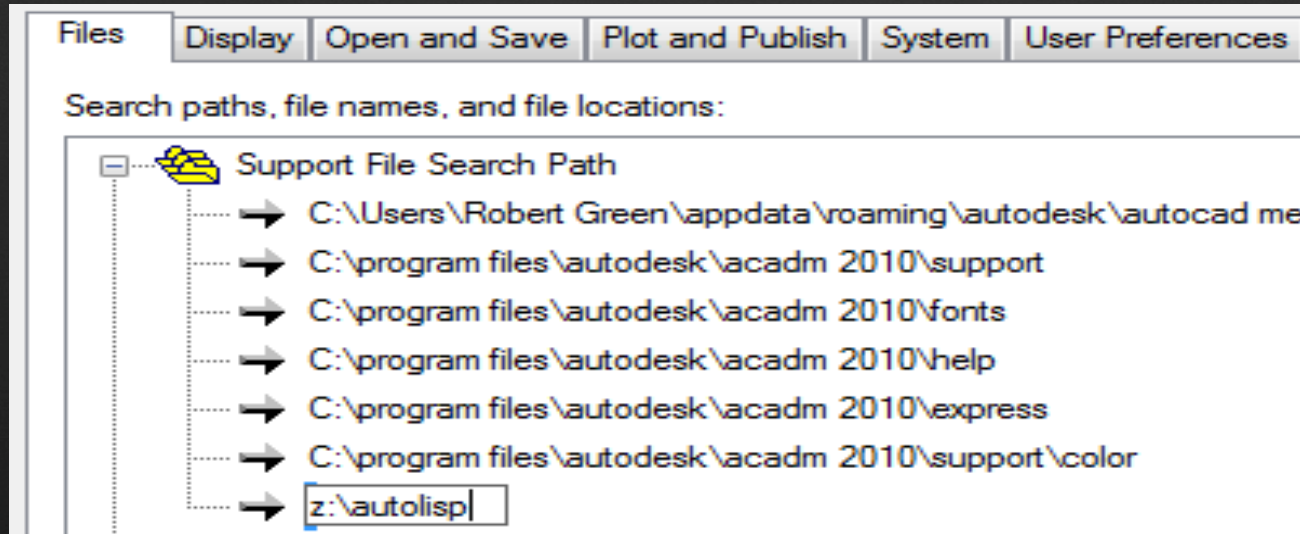 Files Display Open and Save Plot and Publish System User Preferences
Search paths, file names, and file locations:
Support File Search Path
C:\Users\Robert Green\appdata\roaming\autodesk\autocad me
C:\program files\autodesk\acadm 2010\support
C:\program files\autodesk\acadm 2010\fonts
C:\program files\autodesk\acadm 2010\help
C:\program files\autodesk\acadm 2010\express
C:\program files\autodesk\acadm 2010\support\color
z:\autolisp